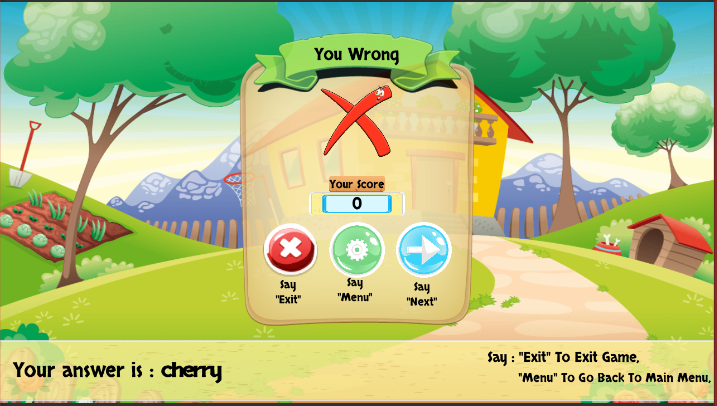 You Wrong
Your Score
0
Say
"Exit"
Say
"Menu"
Say
"Next"
Your answer is : cherry
Say : "Exit" To Exit Game,
"Menu" To Go Back To Main Menu,